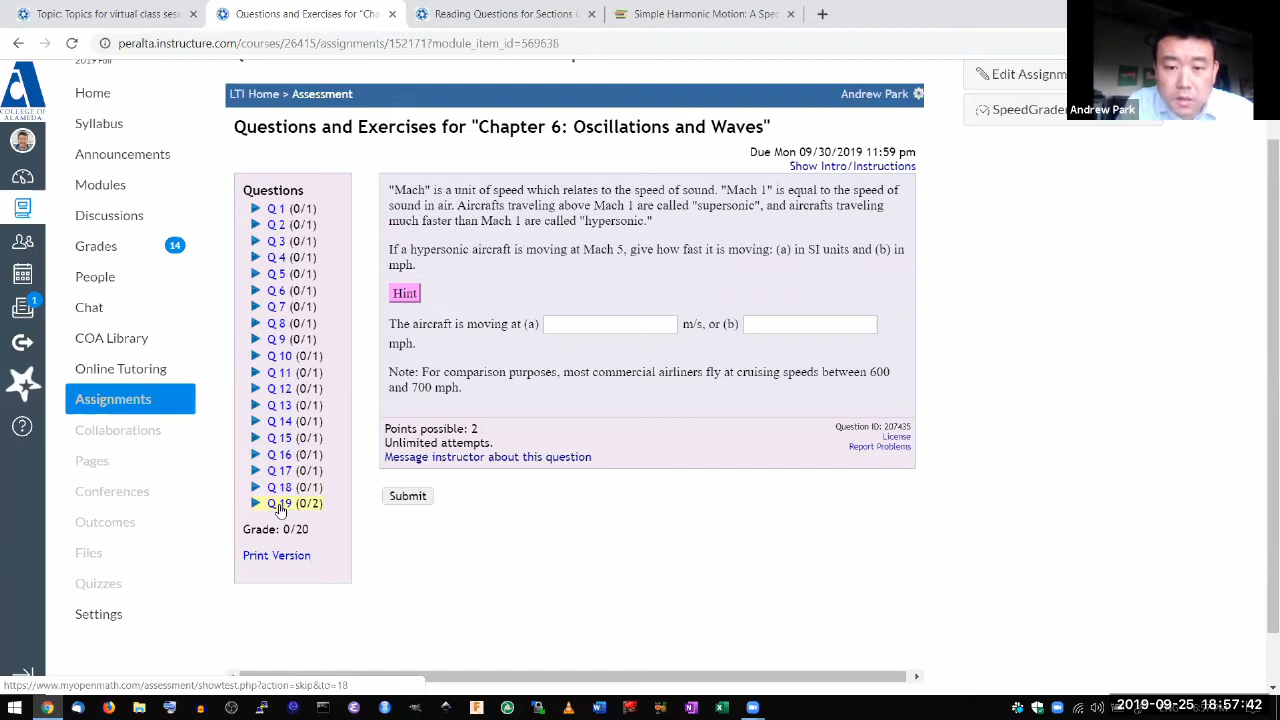 Topic: Topic for virtual session
Questions and Exercises for "Cha
Reading Questions for Sections
Simple Harmonic Motion: A Spec
peralta.instructure.com/courses/26415/assignments/152171?module_item_id=569638
2019 Fall
COLLEGE OF
ALAMEDA
Home
Syllabus
Announcements
Modules
Discussions
Grades
14
People
Chat
1
COA Library
Online Tutoring
Assignments
Collaborations
Pages
Conferences
Outcomes
Files
Quizzes
Settings
LTI Home > Assessment
Andrew Park
Questions and Exercises for "Chapter 6: Oscillations and Waves"
Due Mon 09/30/2019 11:59 pm
Show Intro/Instructions
Questions
Q 1 (0/1)
Q 2 (0/1)
Q 3 (0/1)
Q 4 (0/1)
Q 5 (0/1)
Q 6 (0/1)
Q 7 (0/1)
Q 8 (0/1)
Q 9 (0/1)
Q 10 (0/1)
Q 11 (0/1)
Q 12 (0/1)
Q 13 (0/1)
Q 14 (0/1)
Q 15 (0/1)
Q 16 (0/1)
Q 17 (0/1)
Q 18 (0/1)
Q 19 (0/2)
Grade: 0/20
Print Version
"Mach" is a unit of speed which relates to the speed of sound. "Mach 1" is equal to the speed of
sound in air. Aircrafts traveling above Mach 1 are called "supersonic", and aircrafts traveling
much faster than Mach 1 are called "hypersonic."
If a hypersonic aircraft is moving at Mach 5, give how fast it is moving: (a) in SI units and (b) in
mph.
Hint
The aircraft is moving at (a) m/s, or (b)
mph.
Note: For comparison purposes, most commercial airliners fly at cruising speeds between 600
and 700 mph.
Points possible: 2
Unlimited attempts.
Message instructor about this question
Question ID: 207435
License
Report Problems
Submit
Edit Assignm
SpeedGrade
Andrew Park
https://www.myopenmath.com/assessment/showtest.php?action=skip&to=18
2019-09-25 18:57:42